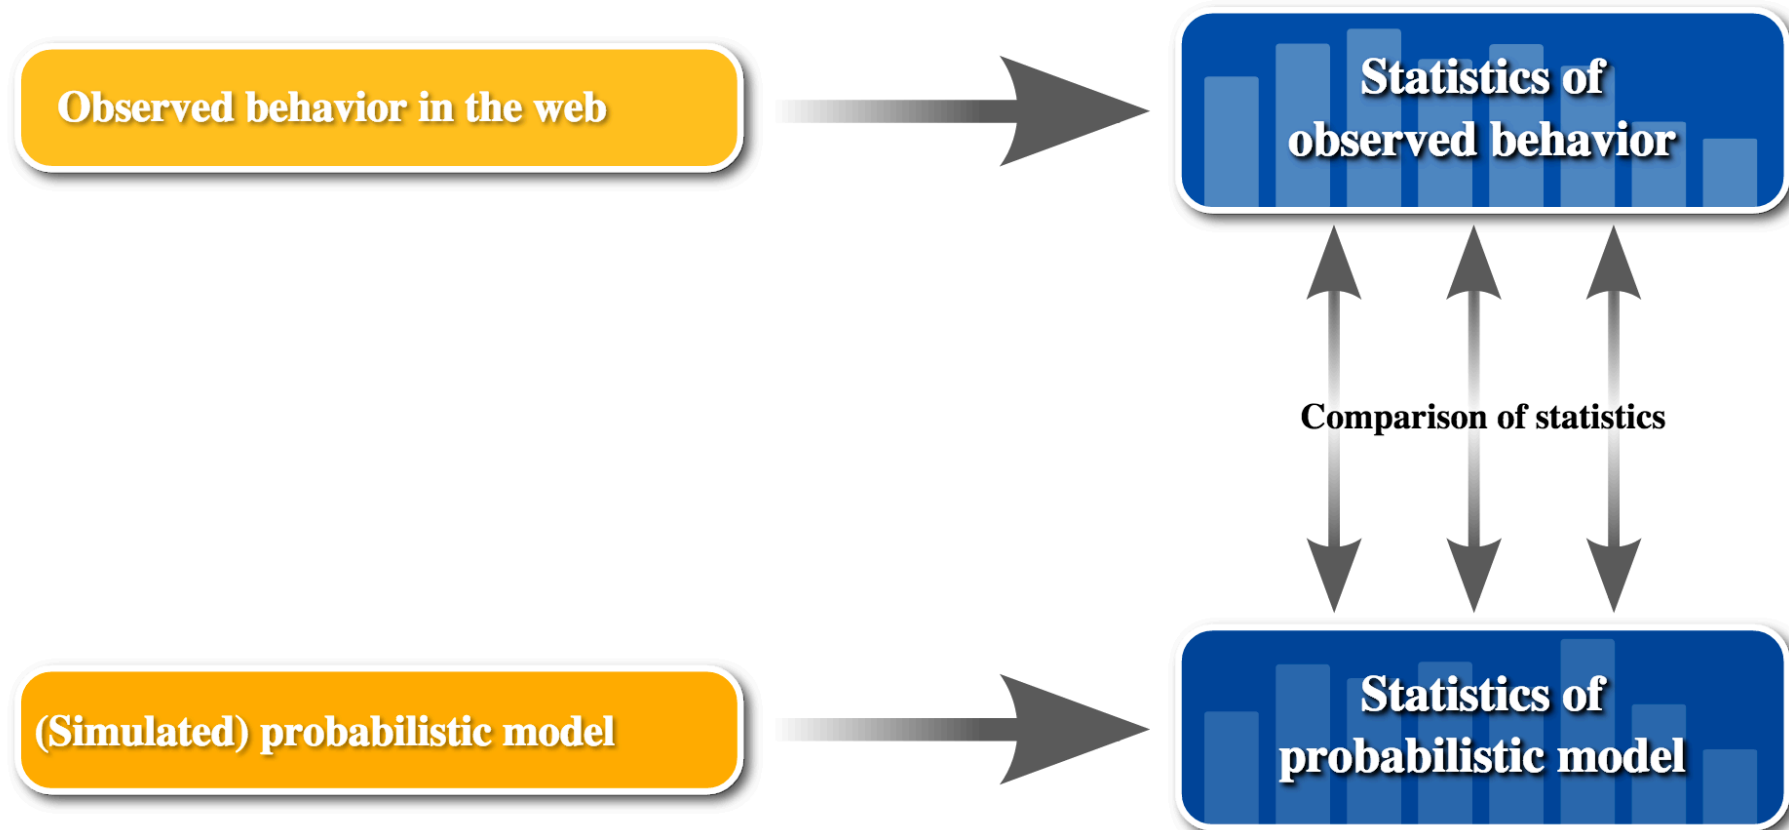 Observed behavior in the web
Statistics of
observed behavior
Comparison of statistics
(Simulated) probabilistic model
Statistics of
probabilistic model